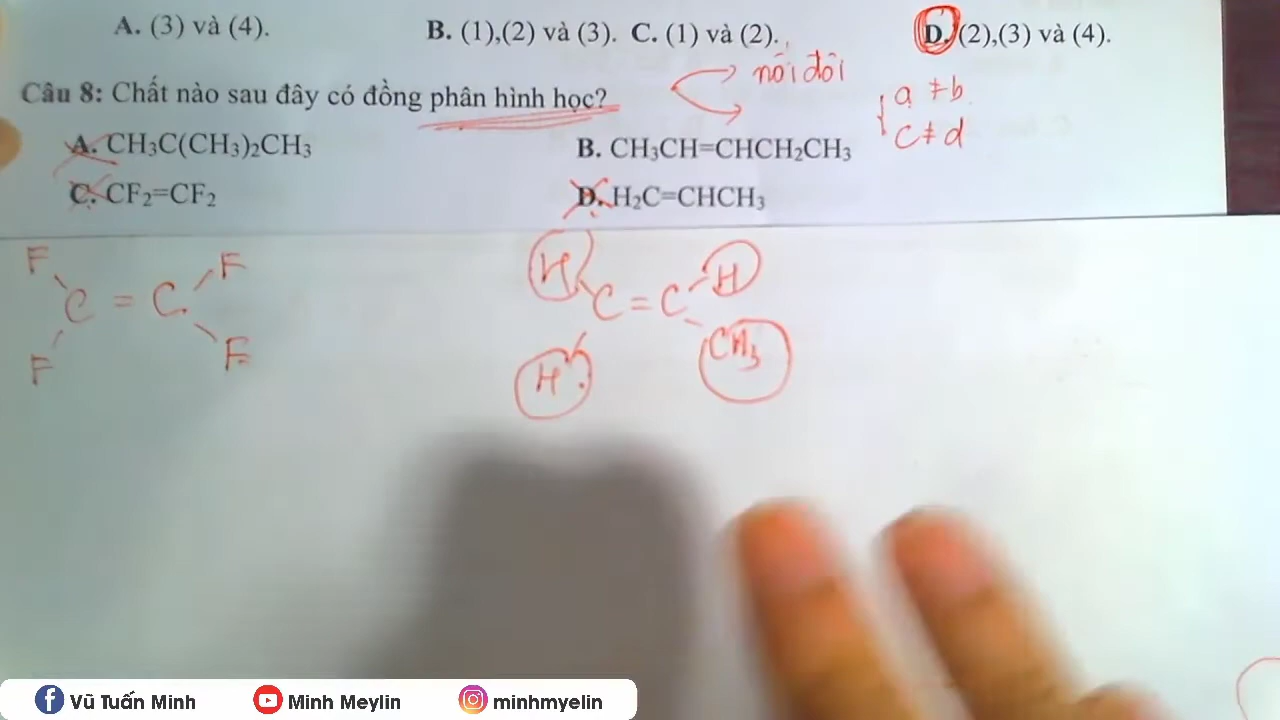 A. (3) và (4). B. (1),(2) và (3). C. (1) và (2). D. (2),(3) và (4).
Câu 8: Chất nào sau đây có đồng phân hình học?
nối đôi
a ≠ b
c ≠ d
A. CH₃C(CH₃)₂CH₃ B. CH₃CH=CHCH₂CH₃
C. CF₂=CF₂ D. H₂C=CHCH₃
F F H H
C = C C = C
F F H CH₃
Vũ Tuấn Minh Minh Meylin minhmyelin